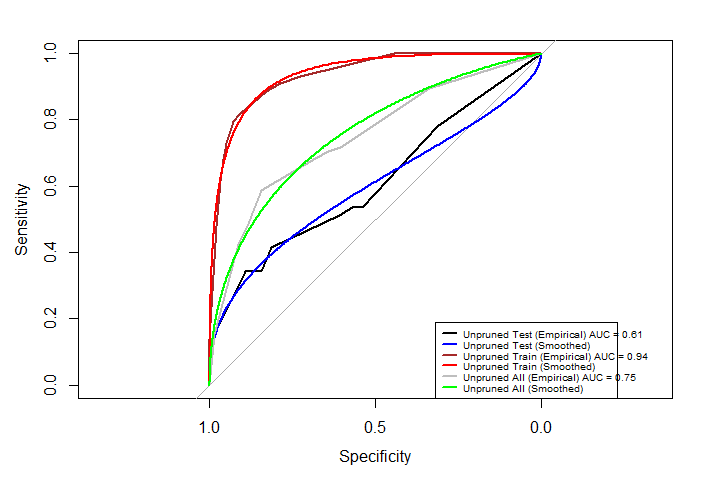 1.0
0.8
0.6
0.4
0.2
0.0
Sensitivity
Unpruned Test (Empirical) AUC = 0.61
Unpruned Test (Smoothed)
Unpruned Train (Empirical) AUC = 0.94
Unpruned Train (Smoothed)
Unpruned All (Empirical) AUC = 0.75
Unpruned All (Smoothed)
1.0 0.5 0.0
Specificity